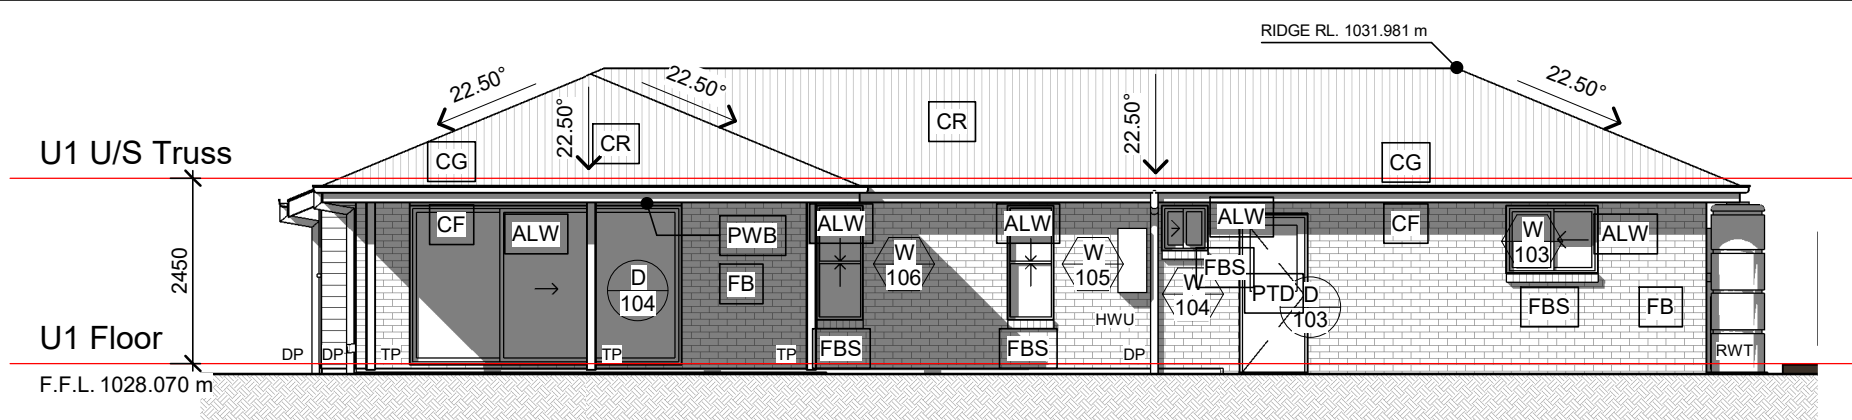 RIDGE RL. 1031.981 m
22.50°
22.50°
22.50°
22.50°
22.50°
CR
CR
CG
CG
U1 U/S Truss
2450
U1 Floor
F.F.L. 1028.070 m
CF
ALW
PWB
ALW
ALW
ALW
CF
ALW
W
106
W
105
W
104
W
103
D
104
D
103
FB
FBS
FBS
FBS
PTD
FBS
FB
HWU
DP
DP
TP
TP
TP
DP
RWT